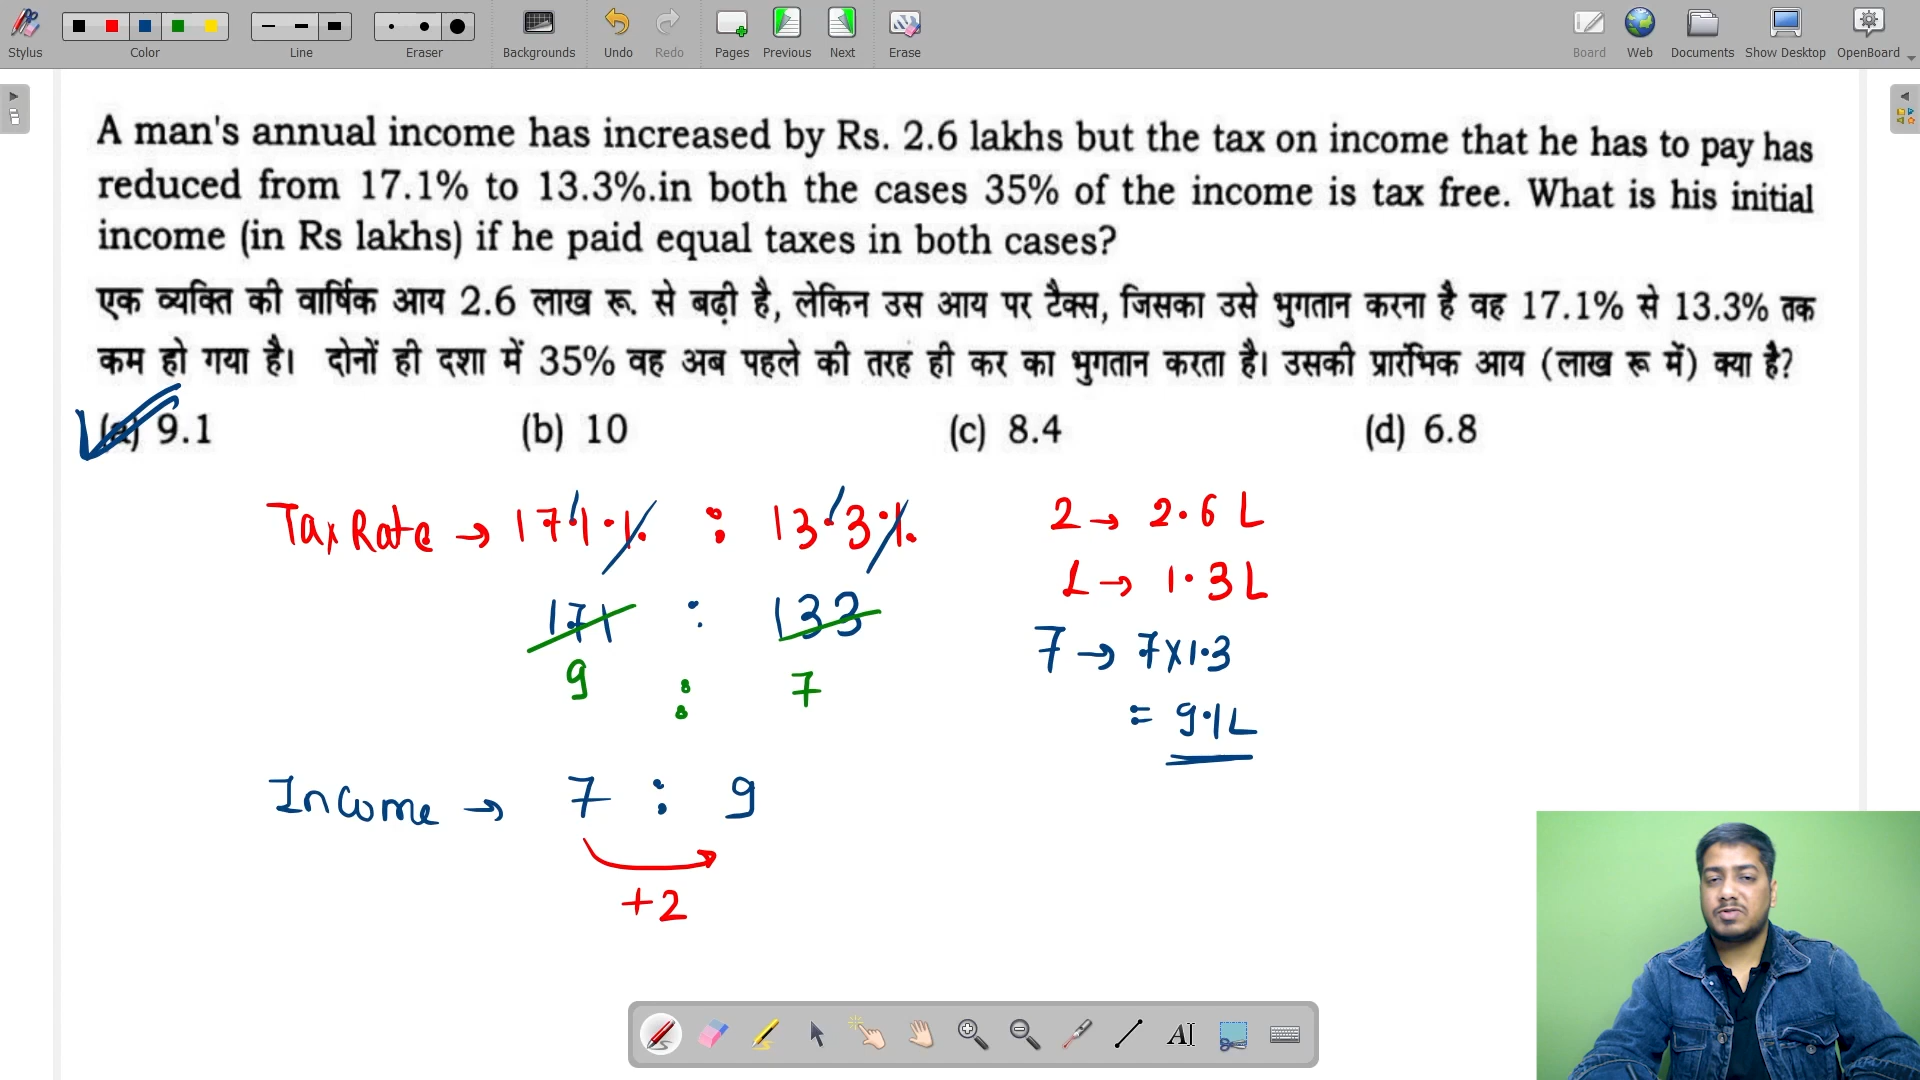 Stylus Color Line Eraser Backgrounds Undo Redo Pages Previous Next Erase Board Web Documents Show Desktop OpenBoard
A man's annual income has increased by Rs. 2.6 lakhs but the tax on income that he has to pay has
reduced from 17.1% to 13.3%.in both the cases 35% of the income is tax free. What is his initial
income (in Rs lakhs) if he paid equal taxes in both cases?
एक व्यक्ति की वार्षिक आय 2.6 लाख रू. से बढ़ी है, लेकिन उस आय पर टैक्स, जिसका उसे भुगतान करना है वह 17.1% से 13.3% तक
कम हो गया है। दोनों ही दशा में 35% वह अब पहले की तरह ही कर का भुगतान करता है। उसकी प्रारंभिक आय (लाख रू में) क्या है?
(a) 9.1 (b) 10 (c) 8.4 (d) 6.8
Tax Rate → 17.1% : 13.3%
171 : 133
9 : 7
Income → 7 : 9
+2
2 → 2.6 L
1 → 1.3 L
7 → 7x1.3
= 9.1L
AI